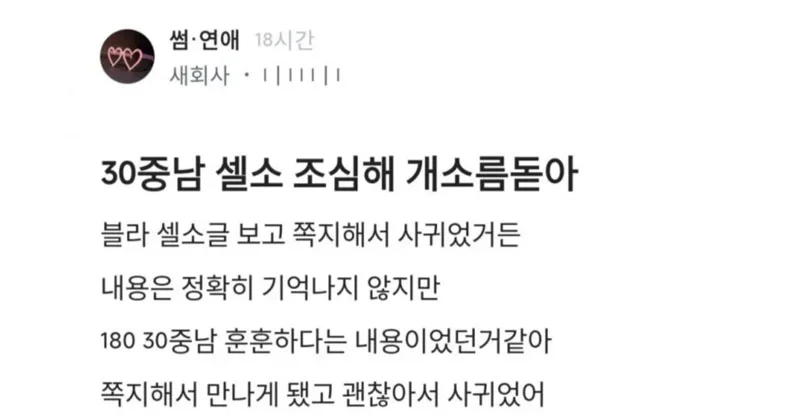 썸·연애 18시간
새회사 · ㅣ|ㅣㅣㅣ|ㅣ
30중남 셀소 조심해 개소름돋아
블라 셀소글 보고 쪽지해서 사귀었거든
내용은 정확히 기억나지 않지만
180 30중남 훈훈하다는 내용이었던거같아
쪽지해서 만나게 됐고 괜찮아서 사귀었어